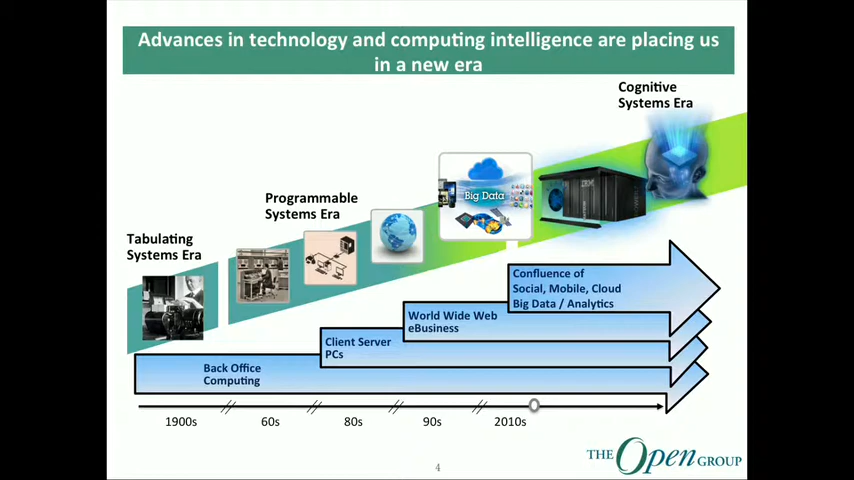 Advances in technology and computing intelligence are placing us
in a new era
Cognitive
Systems Era
Programmable
Systems Era
Tabulating
Systems Era
Big Data
IBM
Confluence of
Social, Mobile, Cloud
Big Data / Analytics
World Wide Web
eBusiness
Client Server
PCs
Back Office
Computing
1900s
60s
80s
90s
2010s
4
THE Open GROUP